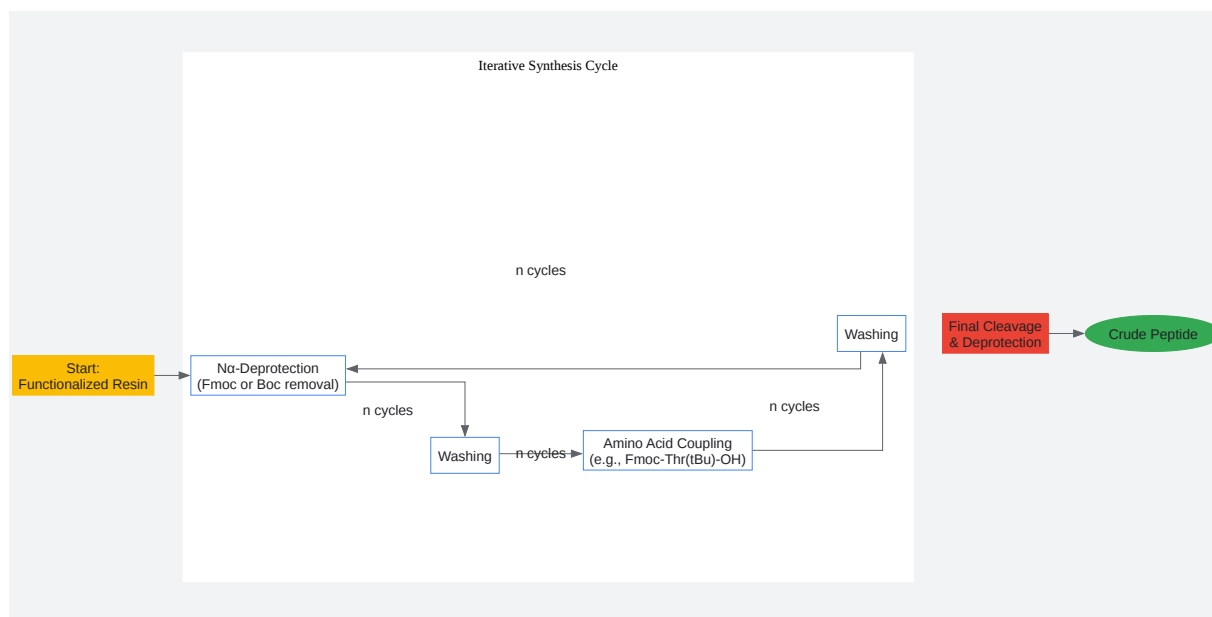 Iterative Synthesis Cycle
n cycles
Washing
Final Cleavage
& Deprotection
Crude Peptide
Start:
Functionalized Resin
Nα-Deprotection
(Fmoc or Boc removal)
n cycles
n cycles
Washing
n cycles
Amino Acid Coupling
(e.g., Fmoc-Thr(tBu)-OH)